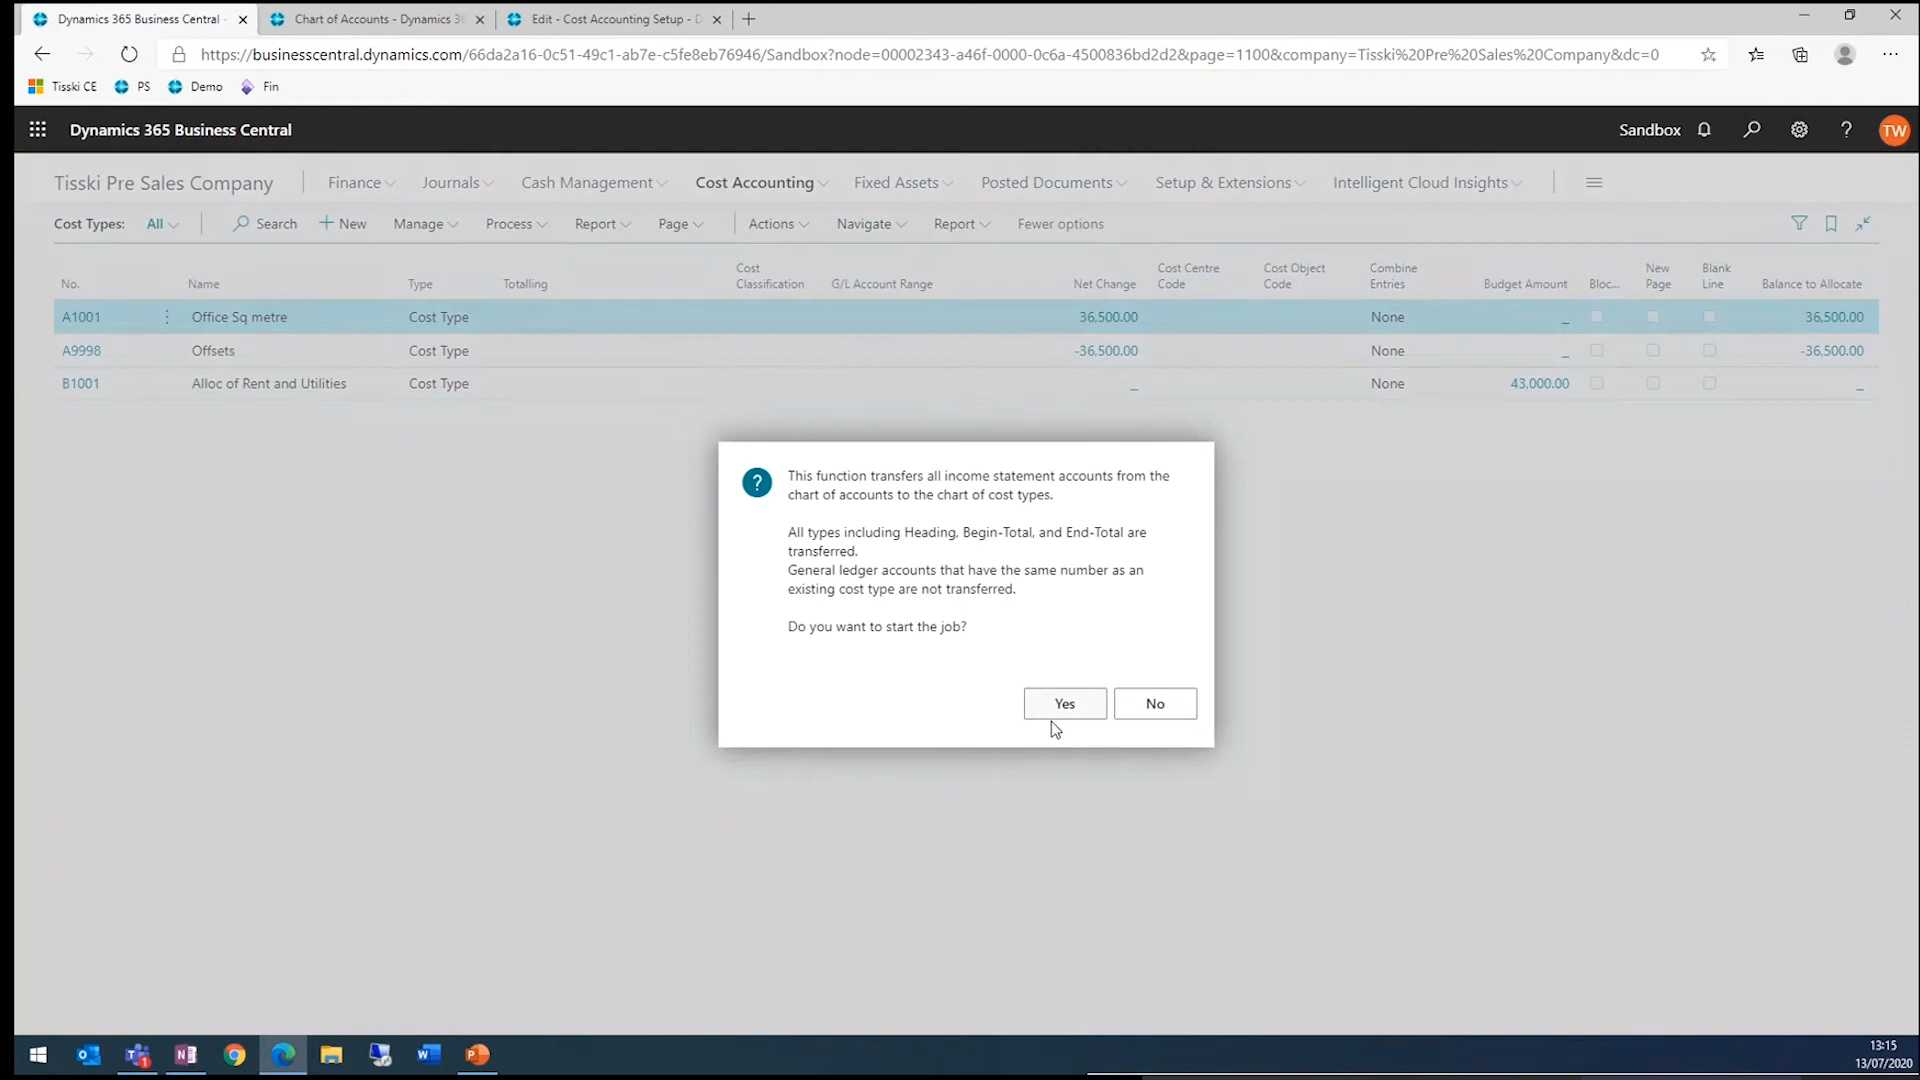 Dynamics 365 Business Central -
Chart of Accounts - Dynamics 36
Edit - Cost Accounting Setup - D
https://businesscentral.dynamics.com/66da2a16-0c51-49c1-ab7e-c5fe8eb76946/Sandbox?node=00002343-a46f-0000-0c6a-4500836bd2d2&page=1100&company=Tisski%20Pre%20Sales%20Company&dc=0
Tisski CE PS Demo Fin
Dynamics 365 Business Central Sandbox ? TW
Tisski Pre Sales Company Finance Journals Cash Management Cost Accounting Fixed Assets Posted Documents Setup & Extensions Intelligent Cloud Insights
Cost Types: All Search + New Manage Process Report Page Actions Navigate Report Fewer options
No. Name Type Totalling Cost Classification G/L Account Range Net Change Cost Centre Code Cost Object Code Combine Entries Budget Amount Bloc... New Page Blank Line Balance to Allocate
A1001 Office Sq metre Cost Type 36,500.00 None _ 36,500.00
A9998 Offsets Cost Type -36,500.00 None _ -36,500.00
B1001 Alloc of Rent and Utilities Cost Type _ None 43,000.00 _
?
This function transfers all income statement accounts from the
chart of accounts to the chart of cost types.
All types including Heading, Begin-Total, and End-Total are
transferred.
General ledger accounts that have the same number as an
existing cost type are not transferred.
Do you want to start the job?
Yes No
13:15
13/07/2020